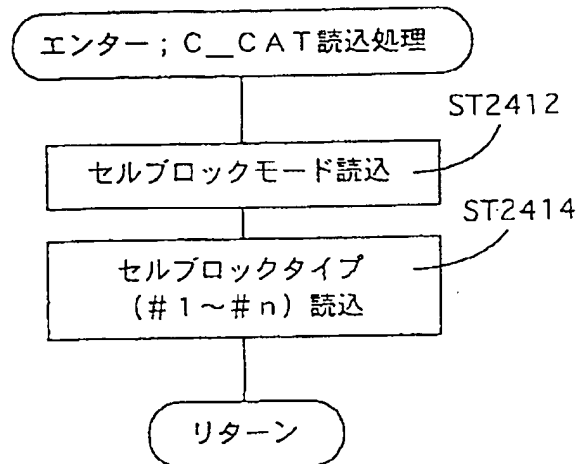 エンター；C＿CAT読込処理
ST2412
セルブロックモード読込
ST2414
セルブロックタイプ
（＃1～＃n）読込
リターン